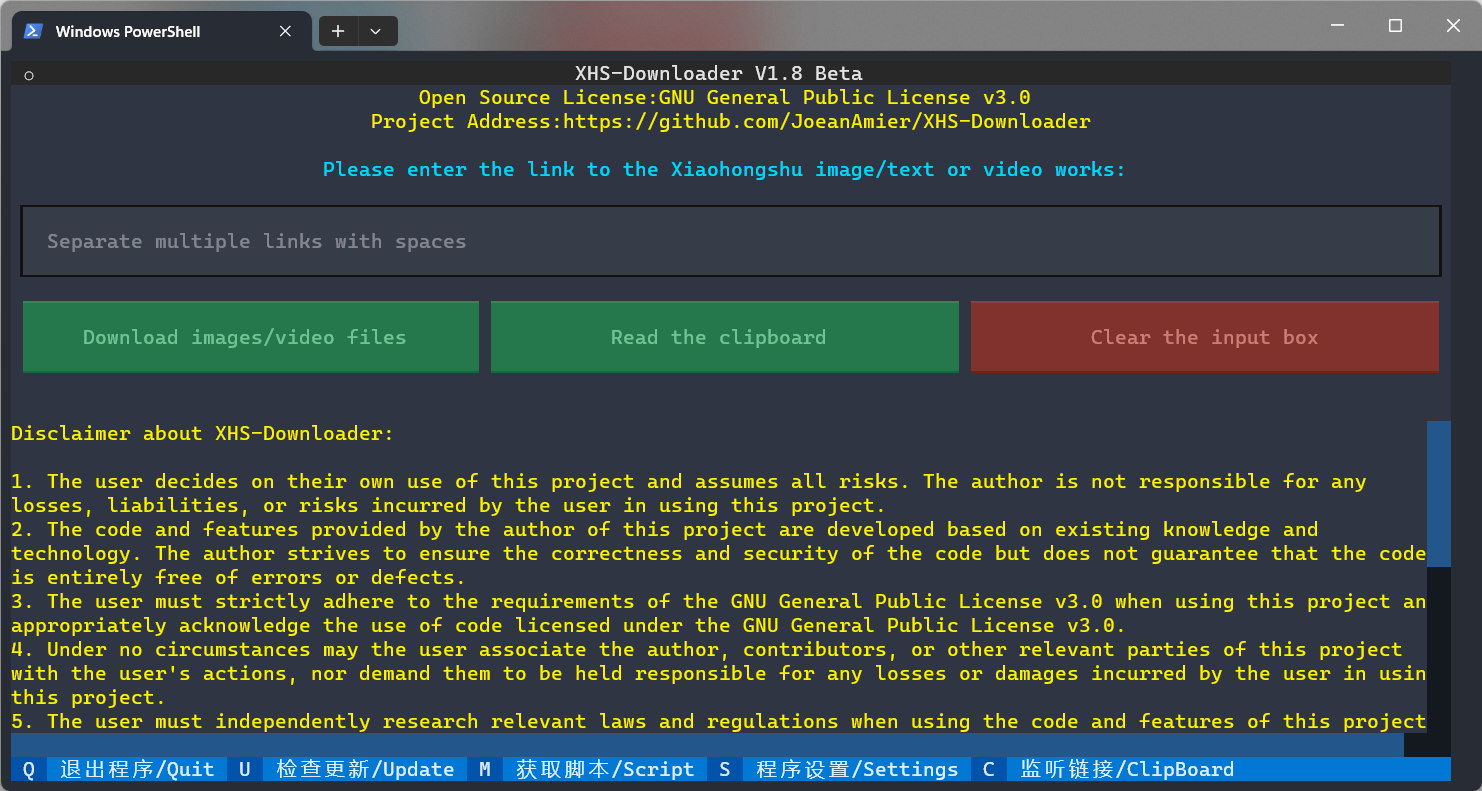 Windows PowerShell
XHS-Downloader V1.8 Beta
Open Source License:GNU General Public License v3.0
Project Address:https://github.com/JoeanAmier/XHS-Downloader
Please enter the link to the Xiaohongshu image/text or video works:
Separate multiple links with spaces
Download images/video files Read the clipboard Clear the input box
Disclaimer about XHS-Downloader:
1. The user decides on their own use of this project and assumes all risks. The author is not responsible for any
losses, liabilities, or risks incurred by the user in using this project.
2. The code and features provided by the author of this project are developed based on existing knowledge and
technology. The author strives to ensure the correctness and security of the code but does not guarantee that the code
is entirely free of errors or defects.
3. The user must strictly adhere to the requirements of the GNU General Public License v3.0 when using this project an
appropriately acknowledge the use of code licensed under the GNU General Public License v3.0.
4. Under no circumstances may the user associate the author, contributors, or other relevant parties of this project
with the user's actions, nor demand them to be held responsible for any losses or damages incurred by the user in usin
this project.
5. The user must independently research relevant laws and regulations when using the code and features of this project
Q 退出程序/Quit U 检查更新/Update M 获取脚本/Script S 程序设置/Settings C 监听链接/ClipBoard